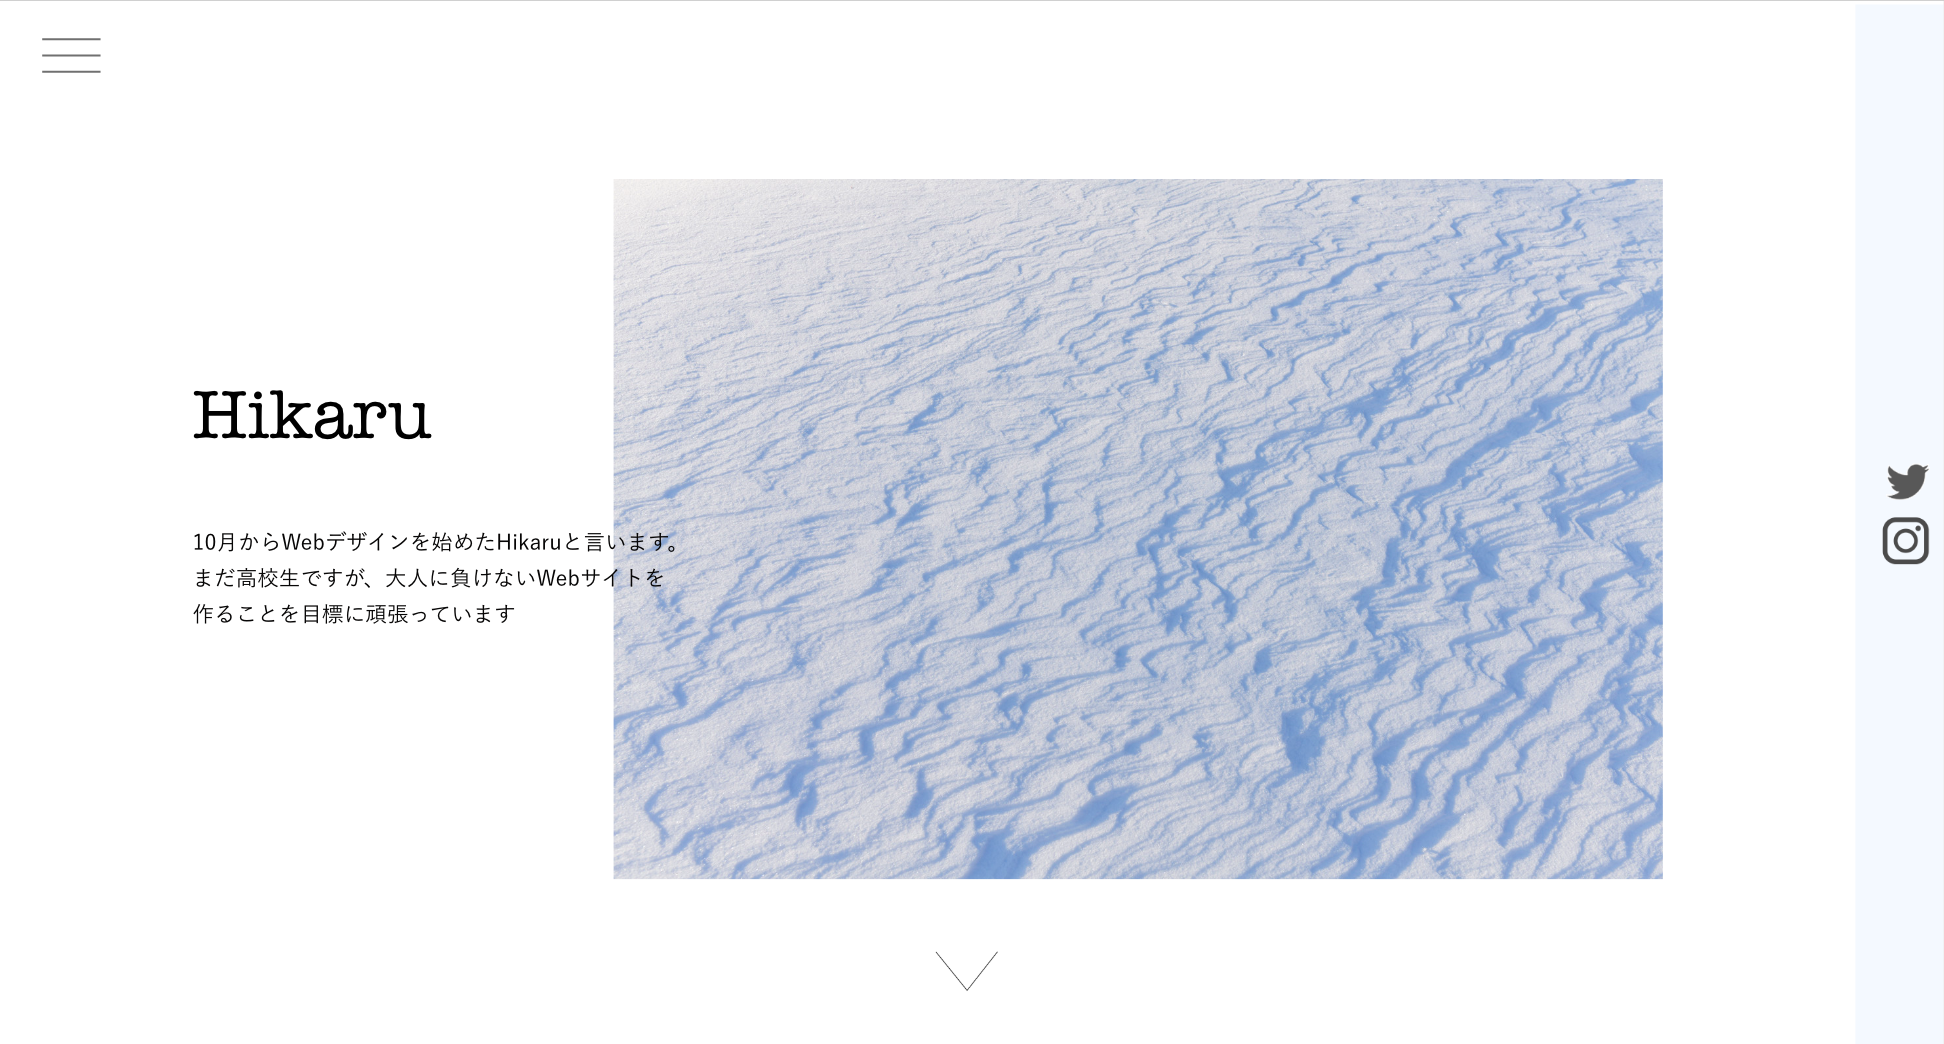 Hikaru
10月からWebデザインを始めたHikaruと言います。
まだ高校生ですが、大人に負けないWebサイトを
作ることを目標に頑張っています